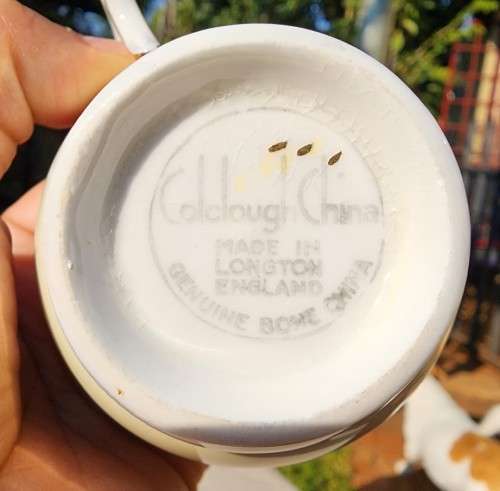 Colclough China
MADE IN
LONGTON
ENGLAND
GENUINE BONE CHINA